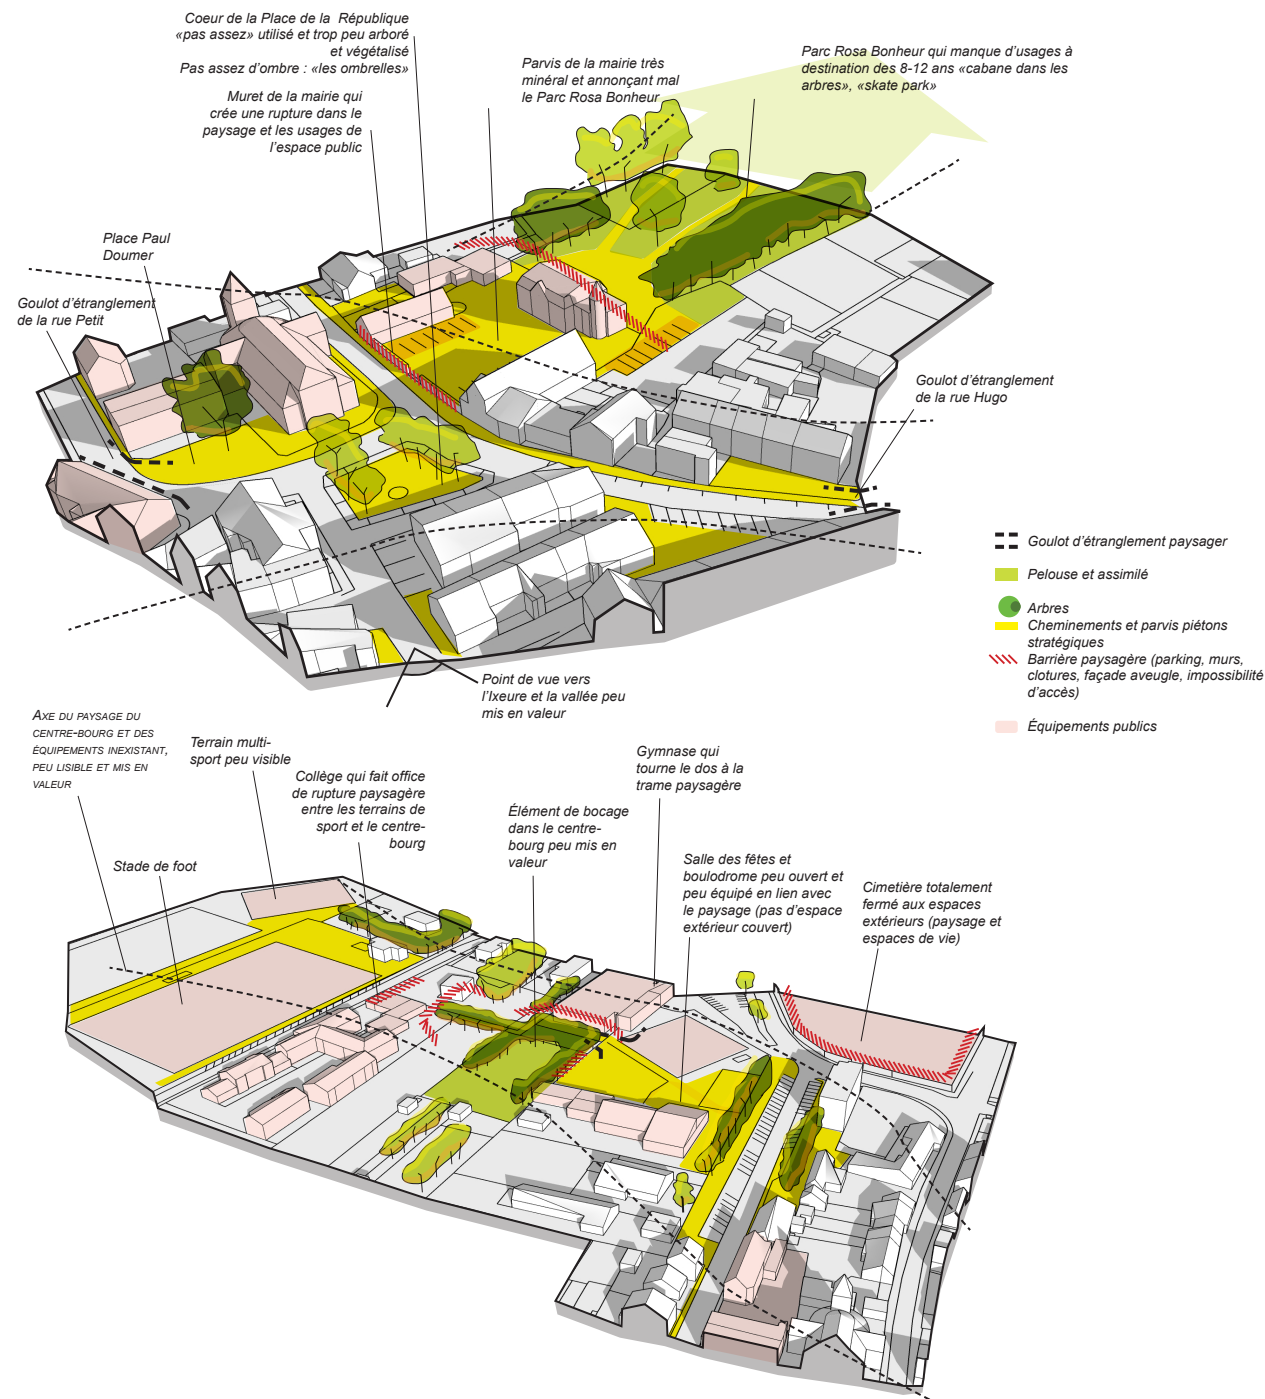 Coeur de la Place de la République
«pas assez» utilisé et trop peu arboré
et végétalisé
Pas assez d'ombre : «les ombrelles»
Muret de la mairie qui
crée une rupture dans le
paysage et les usages de
l'espace public
Parvis de la mairie très
minéral et annonçant mal
le Parc Rosa Bonheur
Parc Rosa Bonheur qui manque d'usages à
destination des 8-12 ans «cabane dans les
arbres», «skate park»
Place Paul
Doumer
Goulot d'étranglement
de la rue Petit
Goulot d'étranglement
de la rue Hugo
Goulot d'étranglement paysager
Pelouse et assimilé
Arbres
Cheminements et parvis piétons
stratégiques
Barrière paysagère (parking, murs,
clotures, façade aveugle, impossibilité
d'accès)
Équipements publics
Point de vue vers
l'Ixeure et la vallée peu
mis en valeur
Axe du paysage du
centre-bourg et des
équipements inexistant,
peu lisible et mis en
valeur
Terrain multi-
sport peu visible
Collège qui fait office
de rupture paysagère
entre les terrains de
sport et le centre-
bourg
Stade de foot
Élément de bocage
dans le centre-
bourg peu mis en
valeur
Gymnase qui
tourne le dos à la
trame paysagère
Salle des fêtes et
boulodrome peu ouvert et
peu équipé en lien avec
le paysage (pas d'espace
extérieur couvert)
Cimetière totalement
fermé aux espaces
extérieurs (paysage et
espaces de vie)